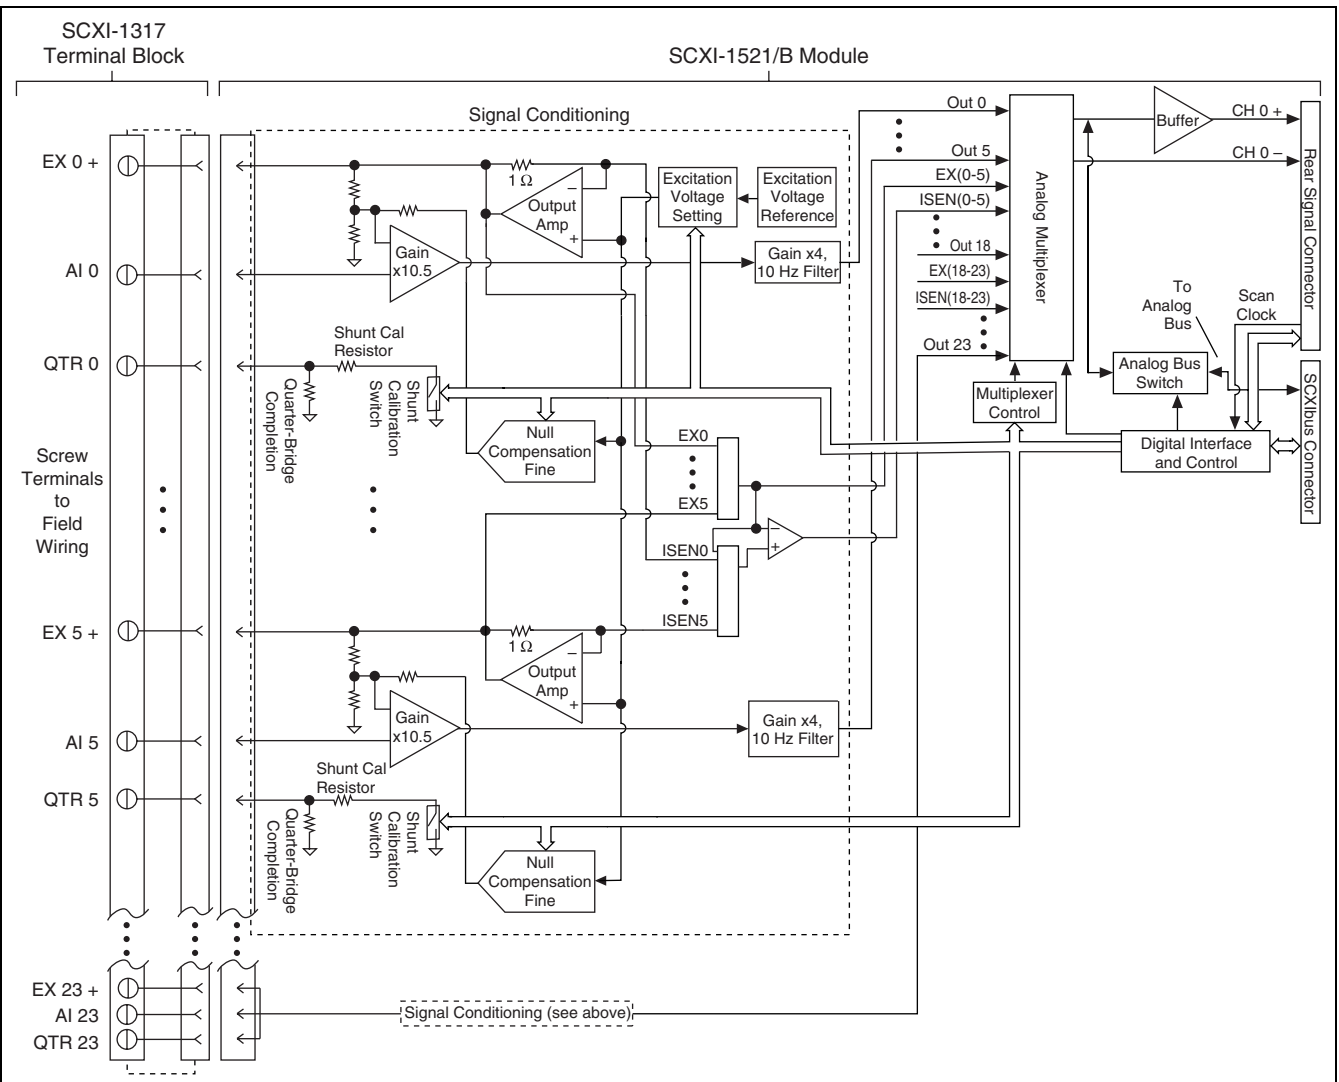 SCXI-1317
Terminal Block
SCXI-1521/B Module
Signal Conditioning
EX 0 +
AI 0
QTR 0
Screw
Terminals
to
Field
Wiring
EX 5 +
AI 5
QTR 5
EX 23 +
AI 23
QTR 23
1 Ω
Output
Amp
−
+
Gain
x10.5
Excitation
Voltage
Setting
Excitation
Voltage
Reference
Gain x4,
10 Hz Filter
Shunt Cal
Resistor
Quarter-Bridge
Completion
Shunt
Calibration
Switch
Null
Compensation
Fine
EX0
EX5
ISEN0
ISEN5
−
+
1 Ω
Output
Amp
−
+
Gain
x10.5
Gain x4,
10 Hz Filter
Shunt Cal
Resistor
Quarter-Bridge
Completion
Shunt
Calibration
Switch
Null
Compensation
Fine
Signal Conditioning (see above)
Out 0
Out 5
EX(0-5)
ISEN(0-5)
Out 18
EX(18-23)
ISEN(18-23)
Out 23
Analog Multiplexer
Buffer
CH 0 +
CH 0 −
Rear Signal Connector
To
Analog
Bus
Scan
Clock
Analog Bus
Switch
Multiplexer
Control
Digital Interface
and Control
SCXIbus Connector